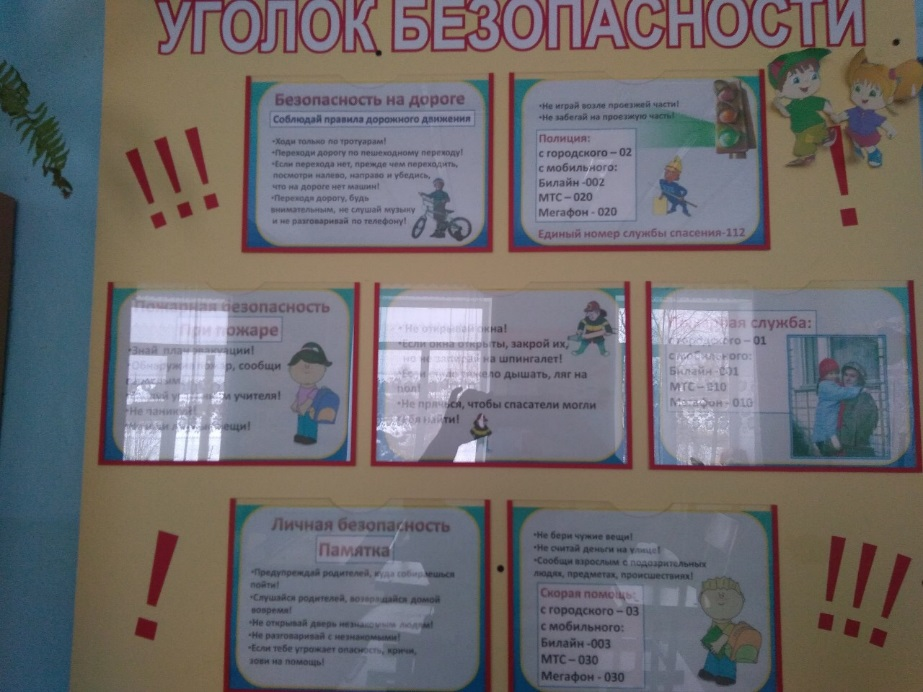 УГОЛОК БЕЗОПАСНОСТИ
Безопасность на дороге
Соблюдай правила дорожного движения
•Ходи только по тротуарам!
•Переходи дорогу по пешеходному переходу!
•Если перехода нет, прежде чем переходить,
посмотри налево, направо и убедись,
что на дороге нет машин!
•Переходя дорогу, будь
внимательным, не слушай музыку
и не разговаривай по телефону!
•Не играй возле проезжей части!
•Не забегай на проезжую часть!
Полиция:
с городского – 02
с мобильного:
Билайн -002
МТС – 020
Мегафон - 020
Единый номер службы спасения-112
!!!
!
Пожарная безопасность
При пожаре
•Знай план эвакуации!
•Обнаружив пожар, сообщи
учителя!
•Не паникуй!
вещи!
•Не открывай окна!
•Если окна открыты, закрой их,
но не запирай на шпингалет!
•Если тяжело дышать, ляг на
пол!
•Не прячься, чтобы спасатели могли
тебя найти!
служба:
с городского – 01
с мобильного:
Билайн -001
МТС – 010
Мегафон - 010
Личная безопасность
Памятка
•Предупреждай родителей, куда собираешься
пойти!
•Слушайся родителей, возвращайся домой
вовремя!
•Не открывай дверь незнакомым людям!
•Не разговаривай с незнакомыми!
•Если тебе угрожает опасность, кричи,
зови на помощь!
•Не бери чужие вещи!
•Не считай деньги на улице!
•Сообщи взрослым о подозрительных
людях, предметах, происшествиях!
Скорая помощь:
с городского – 03
с мобильного:
Билайн -003
МТС – 030
Мегафон - 030
!
!!!